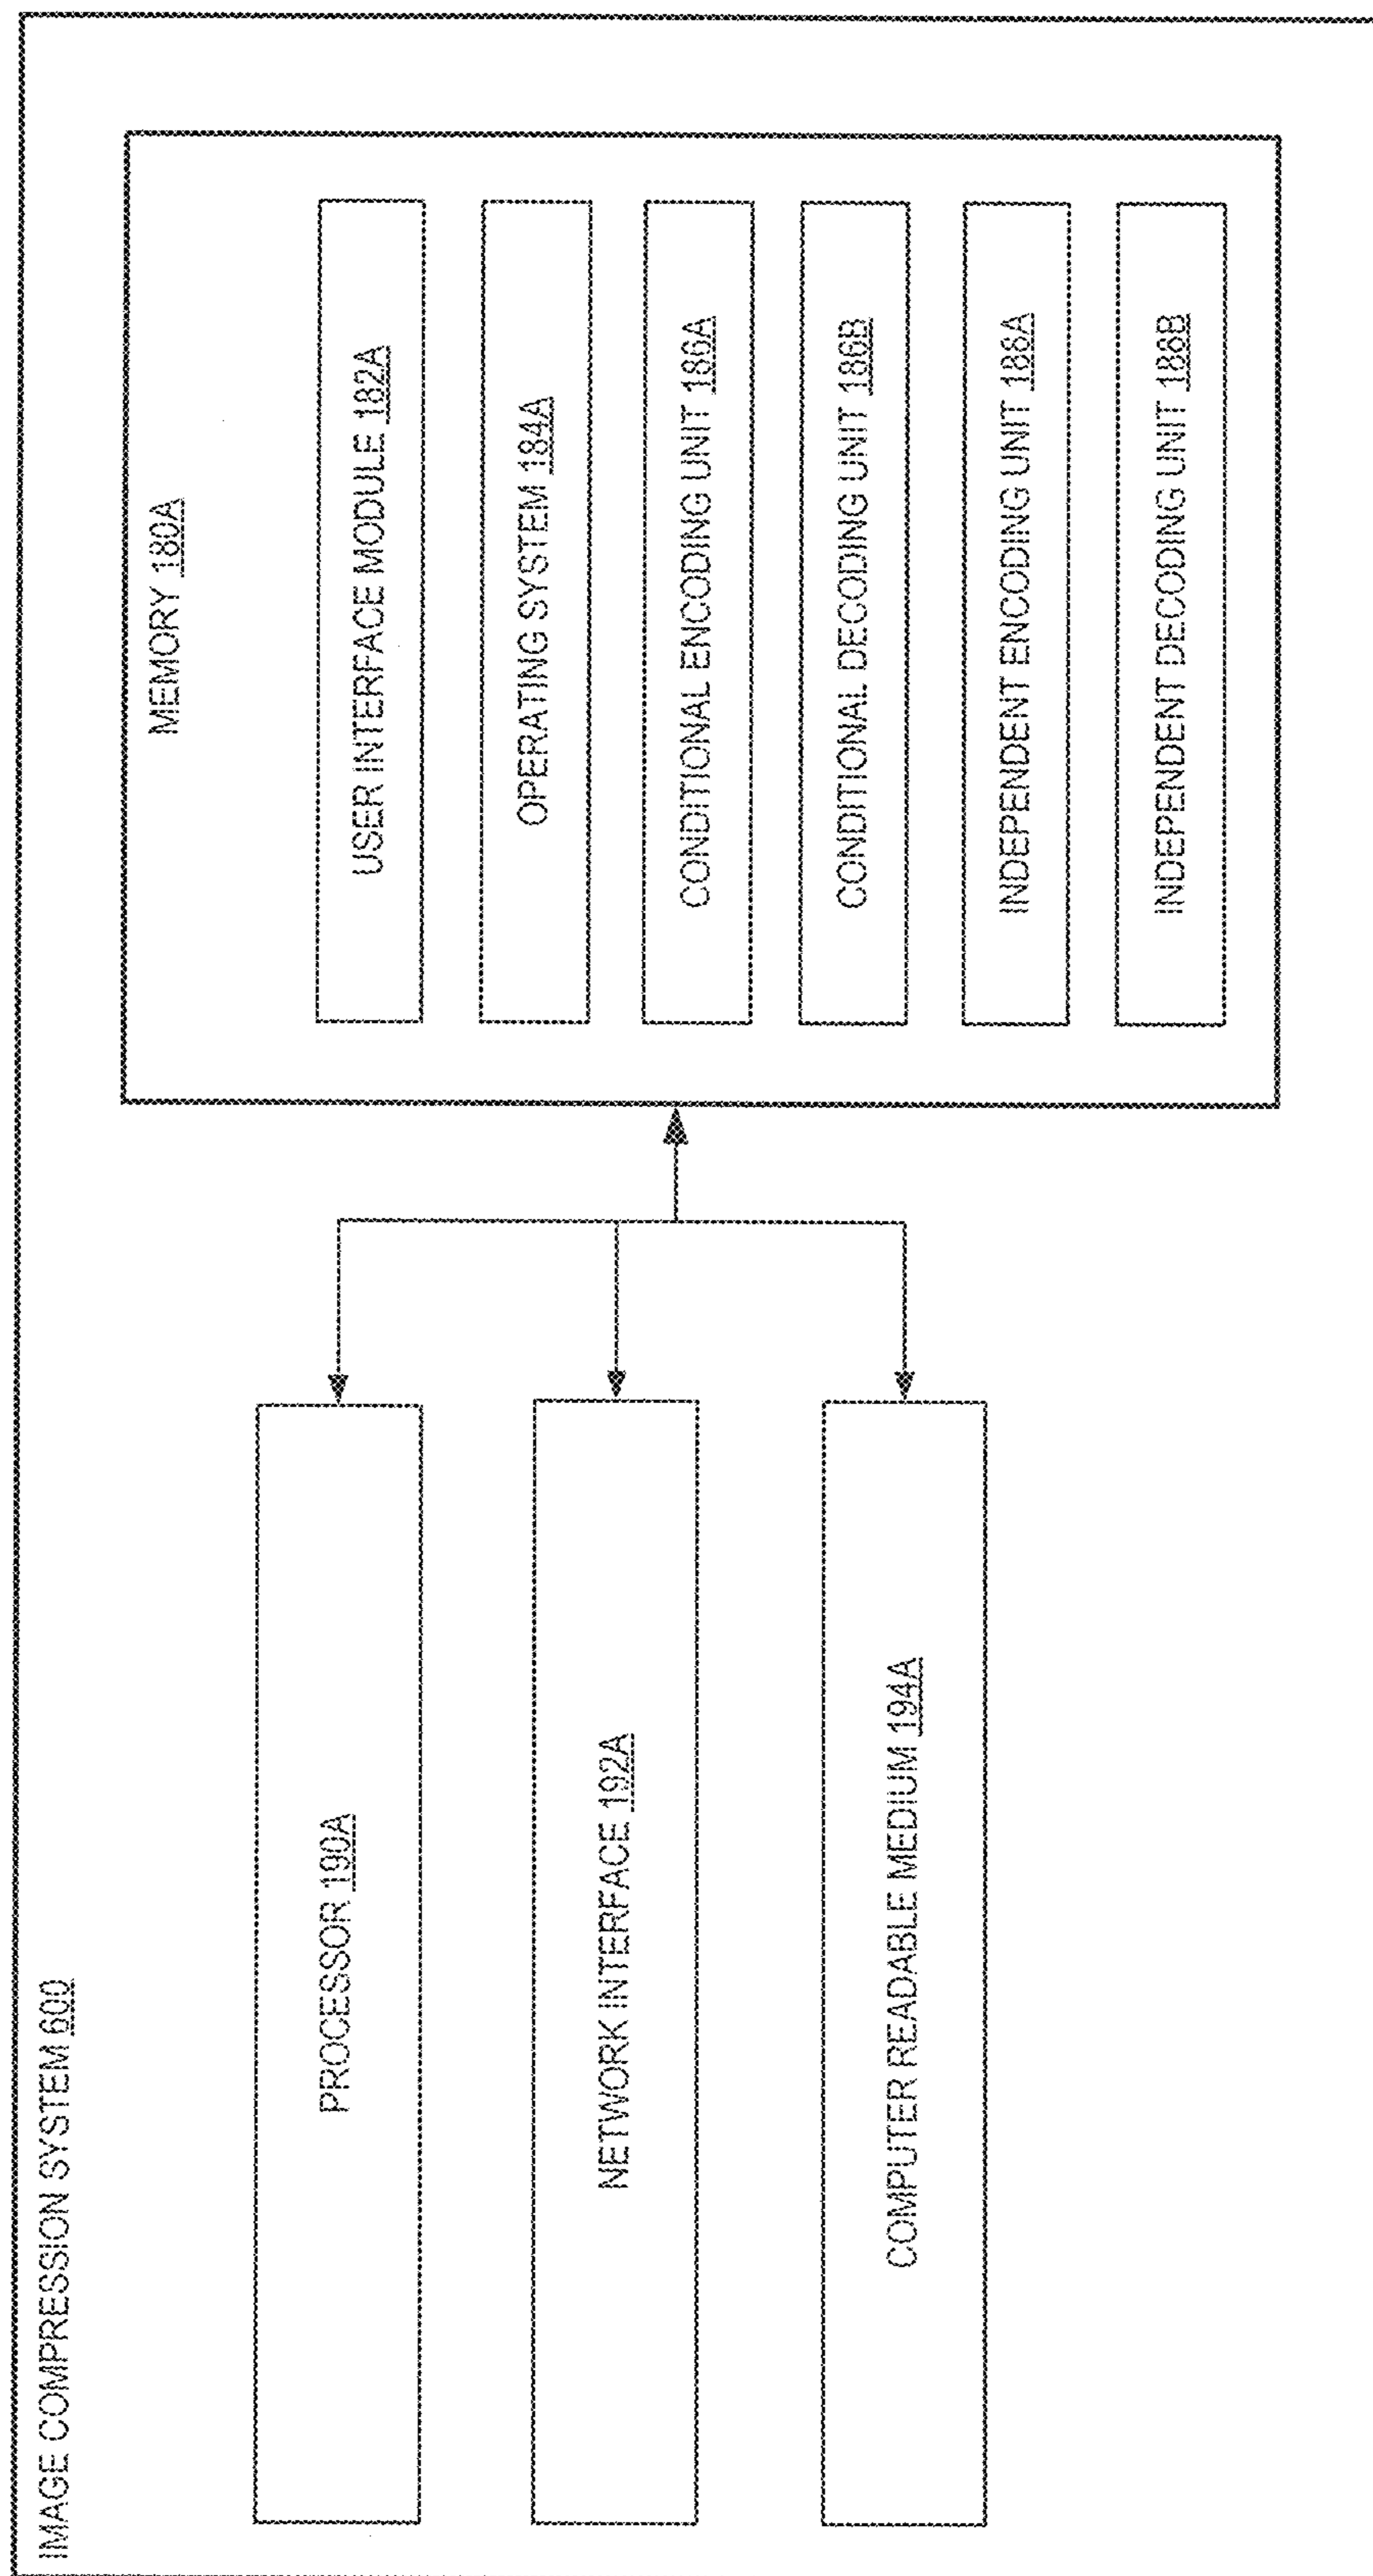 IMAGE COMPRESSION SYSTEM 600
PROCESSOR 190A
NETWORK INTERFACE 192A
COMPUTER READABLE MEDIUM 194A
MEMORY 180A
USER INTERFACE MODULE 182A
OPERATING SYSTEM 184A
CONDITIONAL ENCODING UNIT 186A
CONDITIONAL DECODING UNIT 186B
INDEPENDENT ENCODING UNIT 188A
INDEPENDENT DECODING UNIT 188B